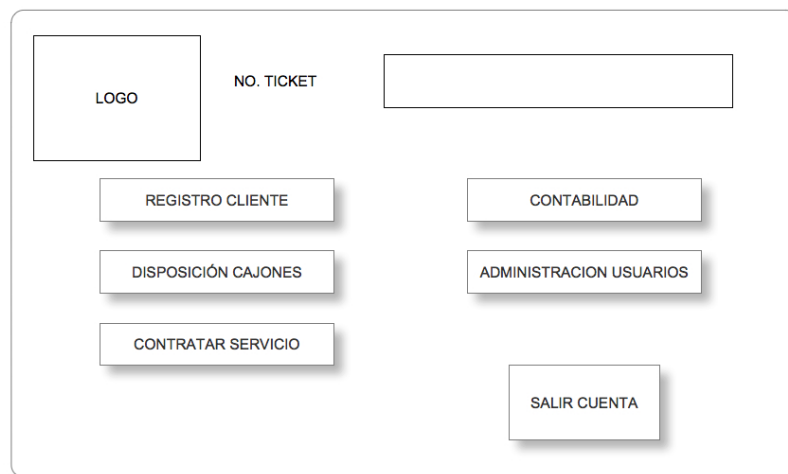 LOGO
NO. TICKET
REGISTRO CLIENTE
CONTABILIDAD
DISPOSICIÓN CAJONES
ADMINISTRACION USUARIOS
CONTRATAR SERVICIO
SALIR CUENTA